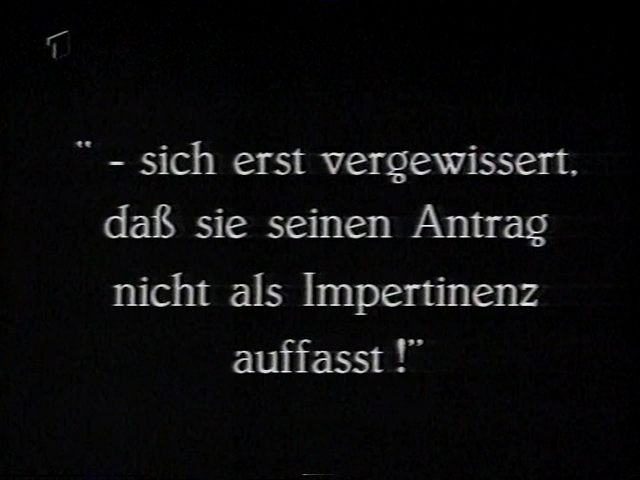 “ - sich erst vergewissert,
daß sie seinen Antrag
nicht als Impertinenz
auffasst !”